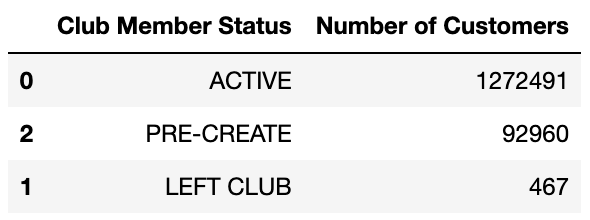 Club Member Status Number of Customers
0 ACTIVE 1272491
2 PRE-CREATE 92960
1 LEFT CLUB 467